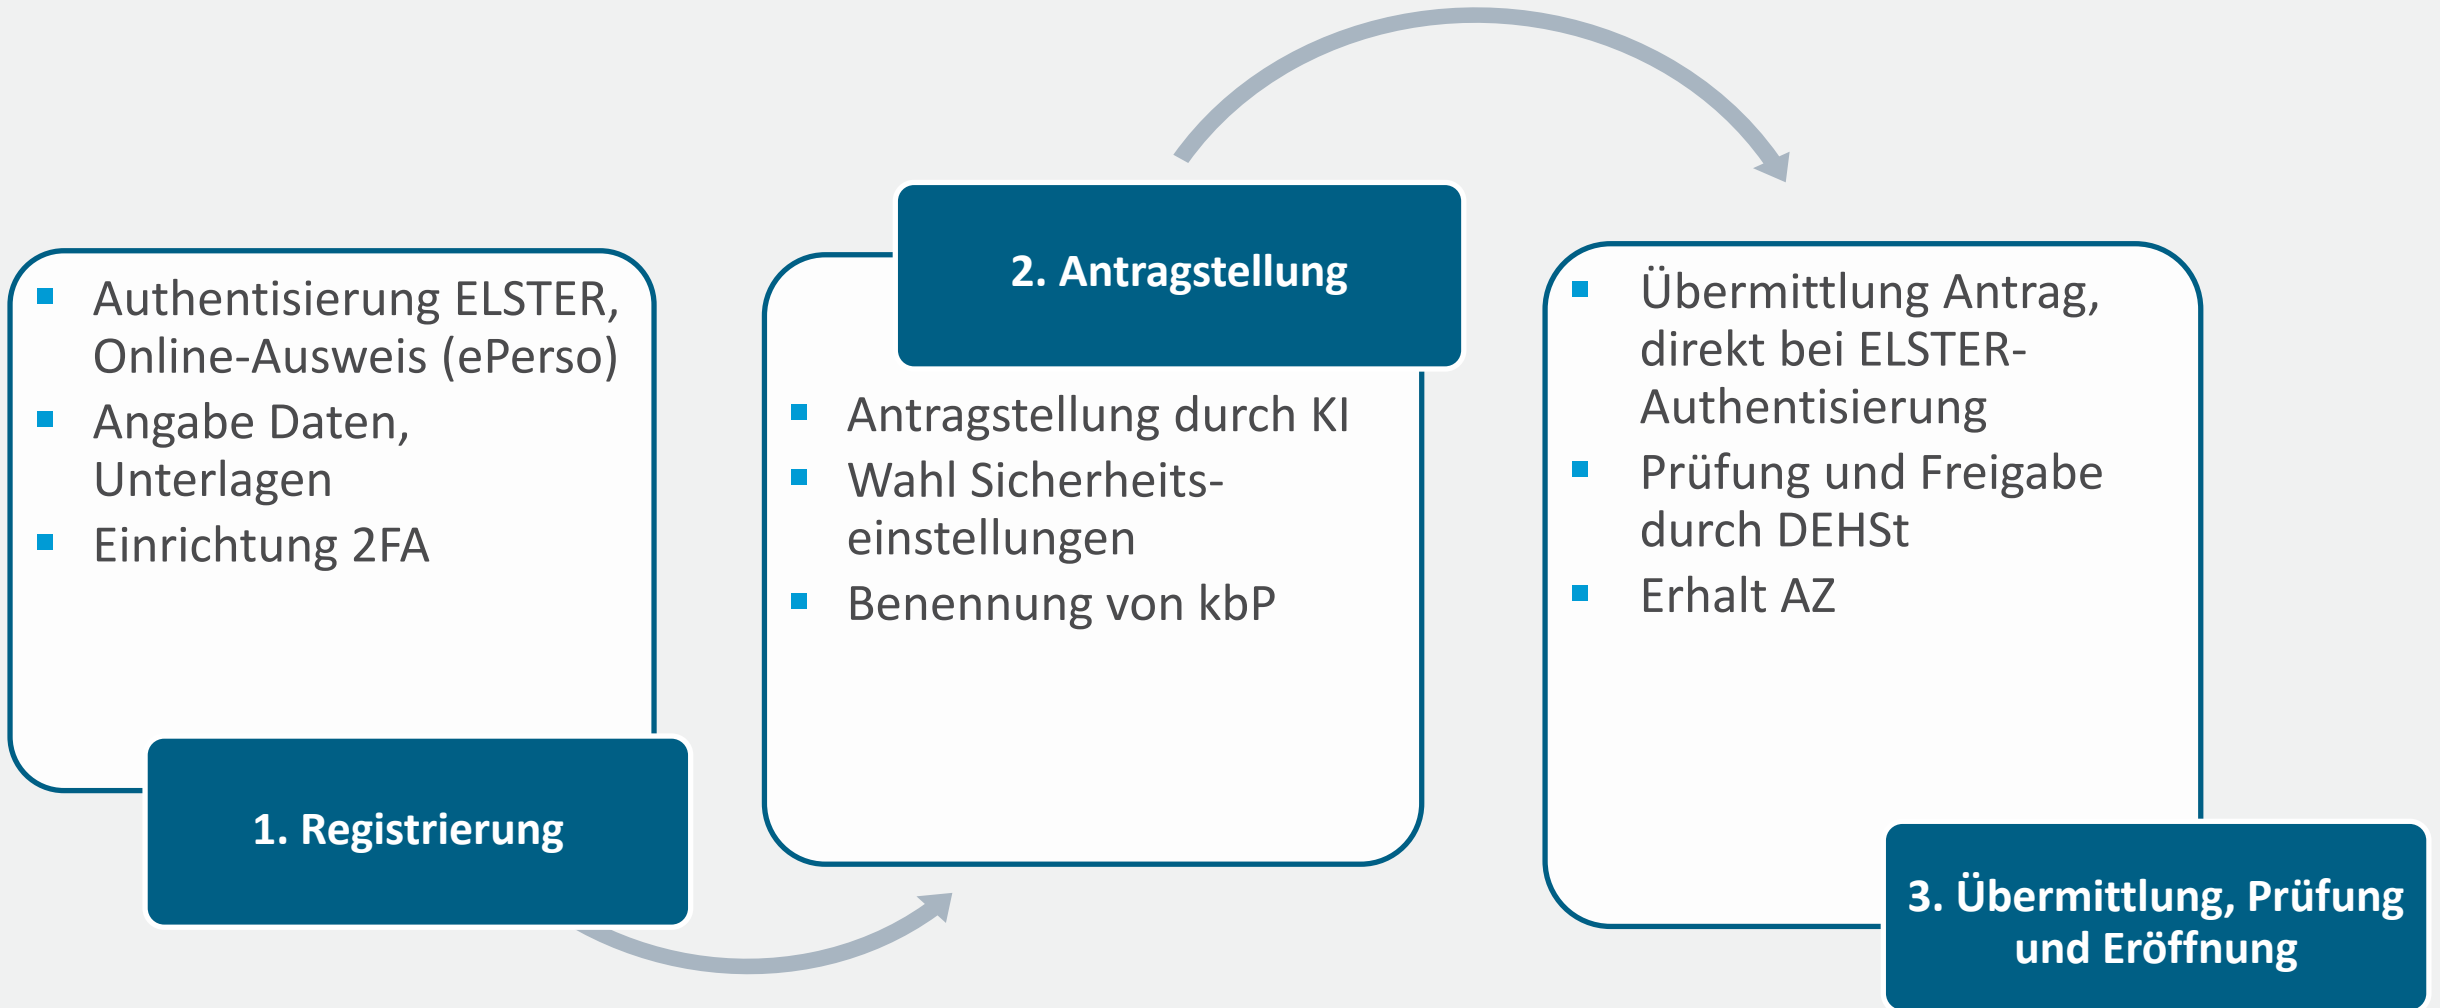 Authentisierung ELSTER,
Online-Ausweis (ePerso)
Angabe Daten,
Unterlagen
Einrichtung 2FA
1. Registrierung
2. Antragstellung
Antragstellung durch KI
Wahl Sicherheits-
einstellungen
Benennung von kbP
Übermittlung Antrag,
direkt bei ELSTER-
Authentisierung
Prüfung und Freigabe
durch DEHSt
Erhalt AZ
3. Übermittlung, Prüfung
und Eröffnung